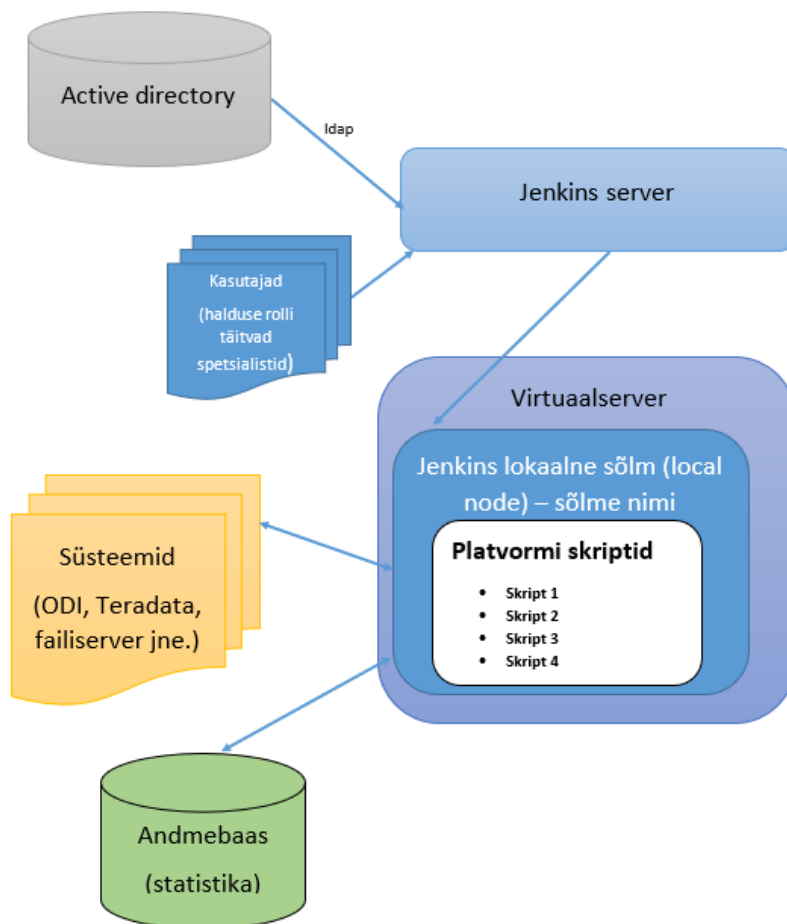 Active directory
ldap
Jenkins server
Kasutajad
(halduse rolli
täitvad
spetsialistid)
Virtuaalserver
Jenkins lokaalne sõlm (local
node) – sõlme nimi
Platvormi skriptid
• Skript 1
• Skript 2
• Skript 3
• Skript 4
Süsteemid
(ODI, Teradata,
failiserver jne.)
Andmebaas
(statistika)